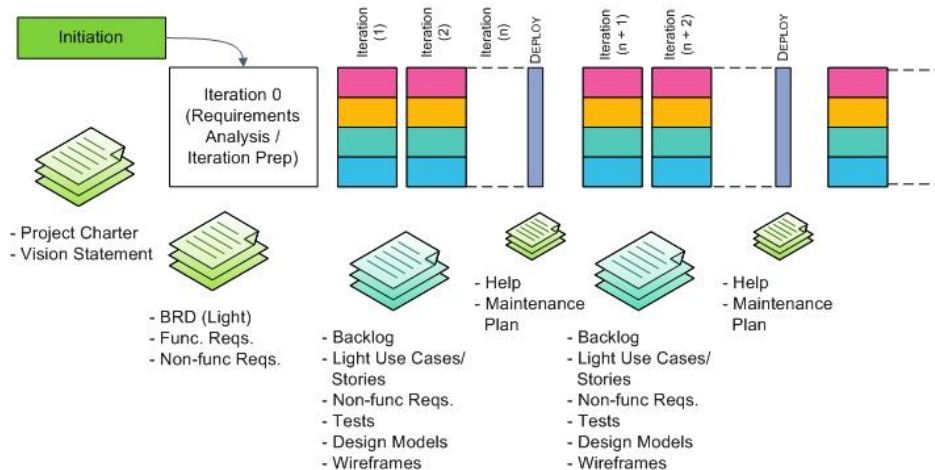 Initiation
Iteration 0
(Requirements
Analysis /
Iteration Prep)
Iteration
(1)
Iteration
(2)
Iteration
(n)
DEPLOY
Iteration
(n + 1)
Iteration
(n + 2)
DEPLOY
- Project Charter
- Vision Statement
- BRD (Light)
- Func. Reqs.
- Non-func Reqs.
- Backlog
- Light Use Cases/
Stories
- Non-func Reqs.
- Tests
- Design Models
- Wireframes
- Help
- Maintenance
Plan
- Backlog
- Light Use Cases/
Stories
- Non-func Reqs.
- Tests
- Design Models
- Wireframes
- Help
- Maintenance
Plan